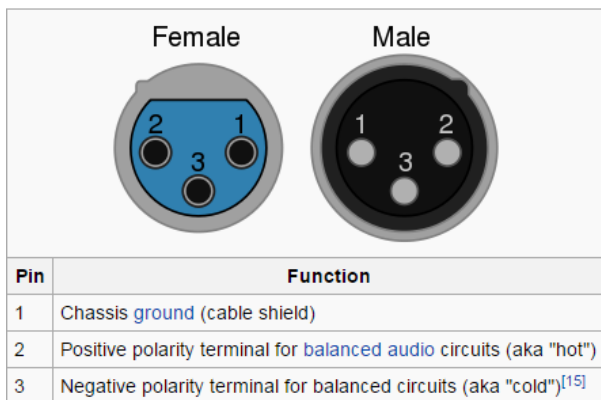 Female Male
2 1 1 2
3 3
Pin Function
1 Chassis ground (cable shield)
2 Positive polarity terminal for balanced audio circuits (aka "hot")
3 Negative polarity terminal for balanced circuits (aka "cold")[15]